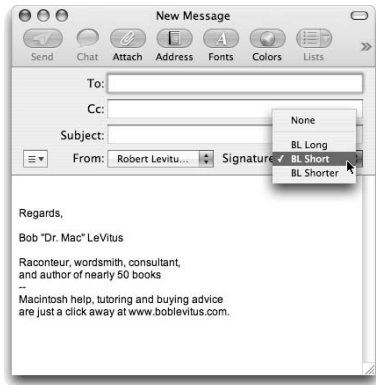 New Message
Send Chat Attach Address Fonts Colors Lists
To:
Cc:
Subject:
From: Robert Levitu... Signature
None
BL Long
✓ BL Short
BL Shorter
Regards,
Bob "Dr. Mac" LeVitus
Raconteur, wordsmith, consultant,
and author of nearly 50 books
--
Macintosh help, tutoring and buying advice
are just a click away at www.boblevitus.com.